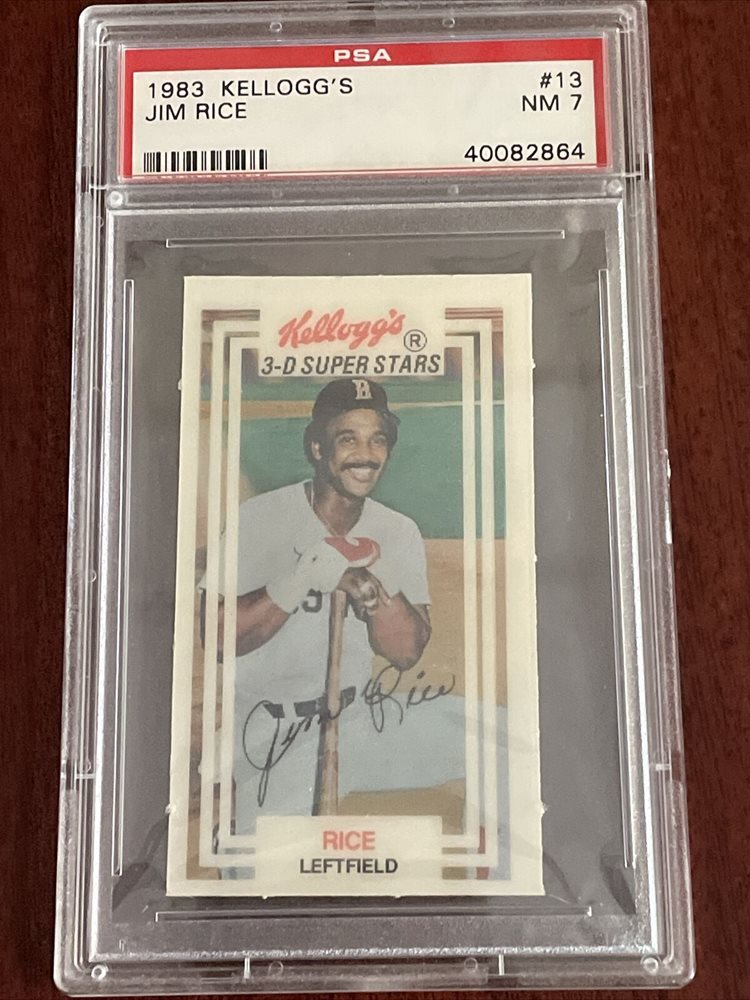 PSA
1983 KELLOGG'S #13
JIM RICE NM 7
40082864
Kellogg's®
3-D SUPER STARS
B
Jim Rice
RICE
LEFTFIELD